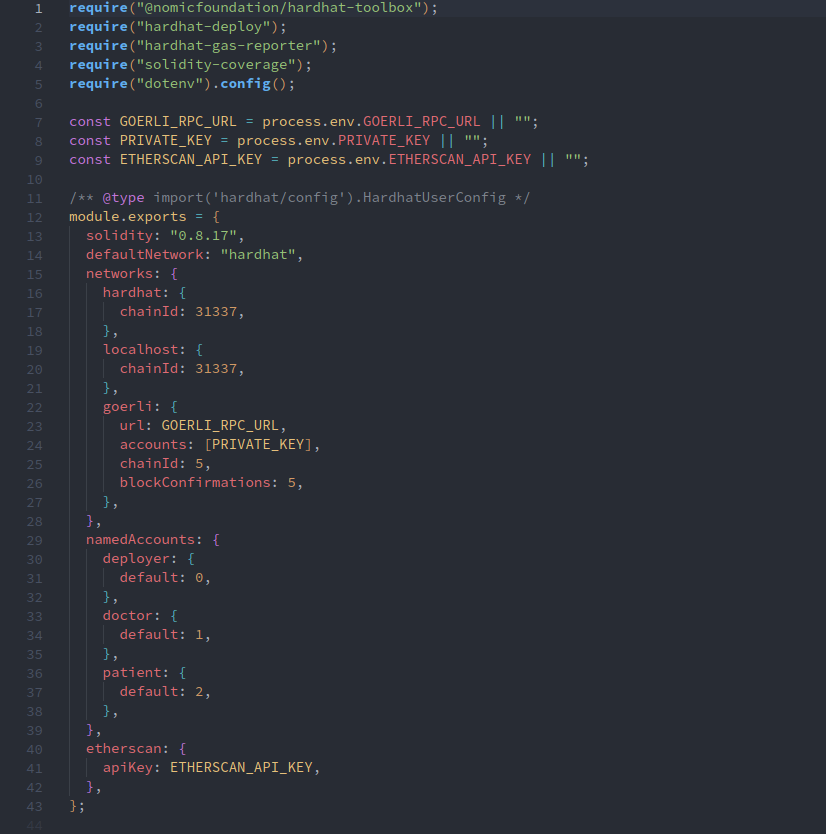 1 require("@nomicfoundation/hardhat-toolbox");
2 require("hardhat-deploy");
3 require("hardhat-gas-reporter");
4 require("solidity-coverage");
5 require("dotenv").config();
6
7 const GOERLI_RPC_URL = process.env.GOERLI_RPC_URL || "";
8 const PRIVATE_KEY = process.env.PRIVATE_KEY || "";
9 const ETHERSCAN_API_KEY = process.env.ETHERSCAN_API_KEY || "";
10
11 /** @type import('hardhat/config').HardhatUserConfig */
12 module.exports = {
13   solidity: "0.8.17",
14   defaultNetwork: "hardhat",
15   networks: {
16     hardhat: {
17       chainId: 31337,
18     },
19     localhost: {
20       chainId: 31337,
21     },
22     goerli: {
23       url: GOERLI_RPC_URL,
24       accounts: [PRIVATE_KEY],
25       chainId: 5,
26       blockConfirmations: 5,
27     },
28   },
29   namedAccounts: {
30     deployer: {
31       default: 0,
32     },
33     doctor: {
34       default: 1,
35     },
36     patient: {
37       default: 2,
38     },
39   },
40   etherscan: {
41     apiKey: ETHERSCAN_API_KEY,
42   },
43 };
44